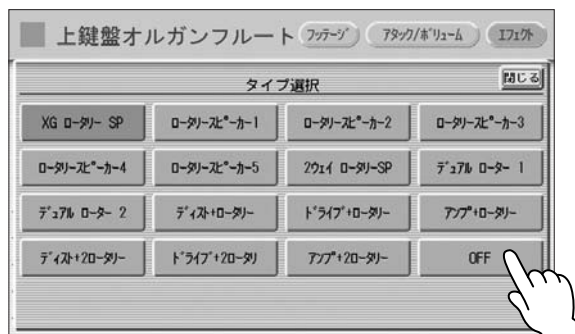 上鍵盤オルガンフルート フッテージ アタック/ボリューム エフェクト
タイプ選択 閉じる
XG ロータリー SP ロータリースピーカー1 ロータリースピーカー2 ロータリースピーカー3
ロータリースピーカー4 ロータリースピーカー5 2ウェイ ロータリーSP デュアル ローター 1
デュアル ローター 2 ディスト+ロータリー ドライブ+ロータリー アンプ+ロータリー
ディスト+2ロータリー ドライブ+2ロータリ アンプ+2ロータリー OFF